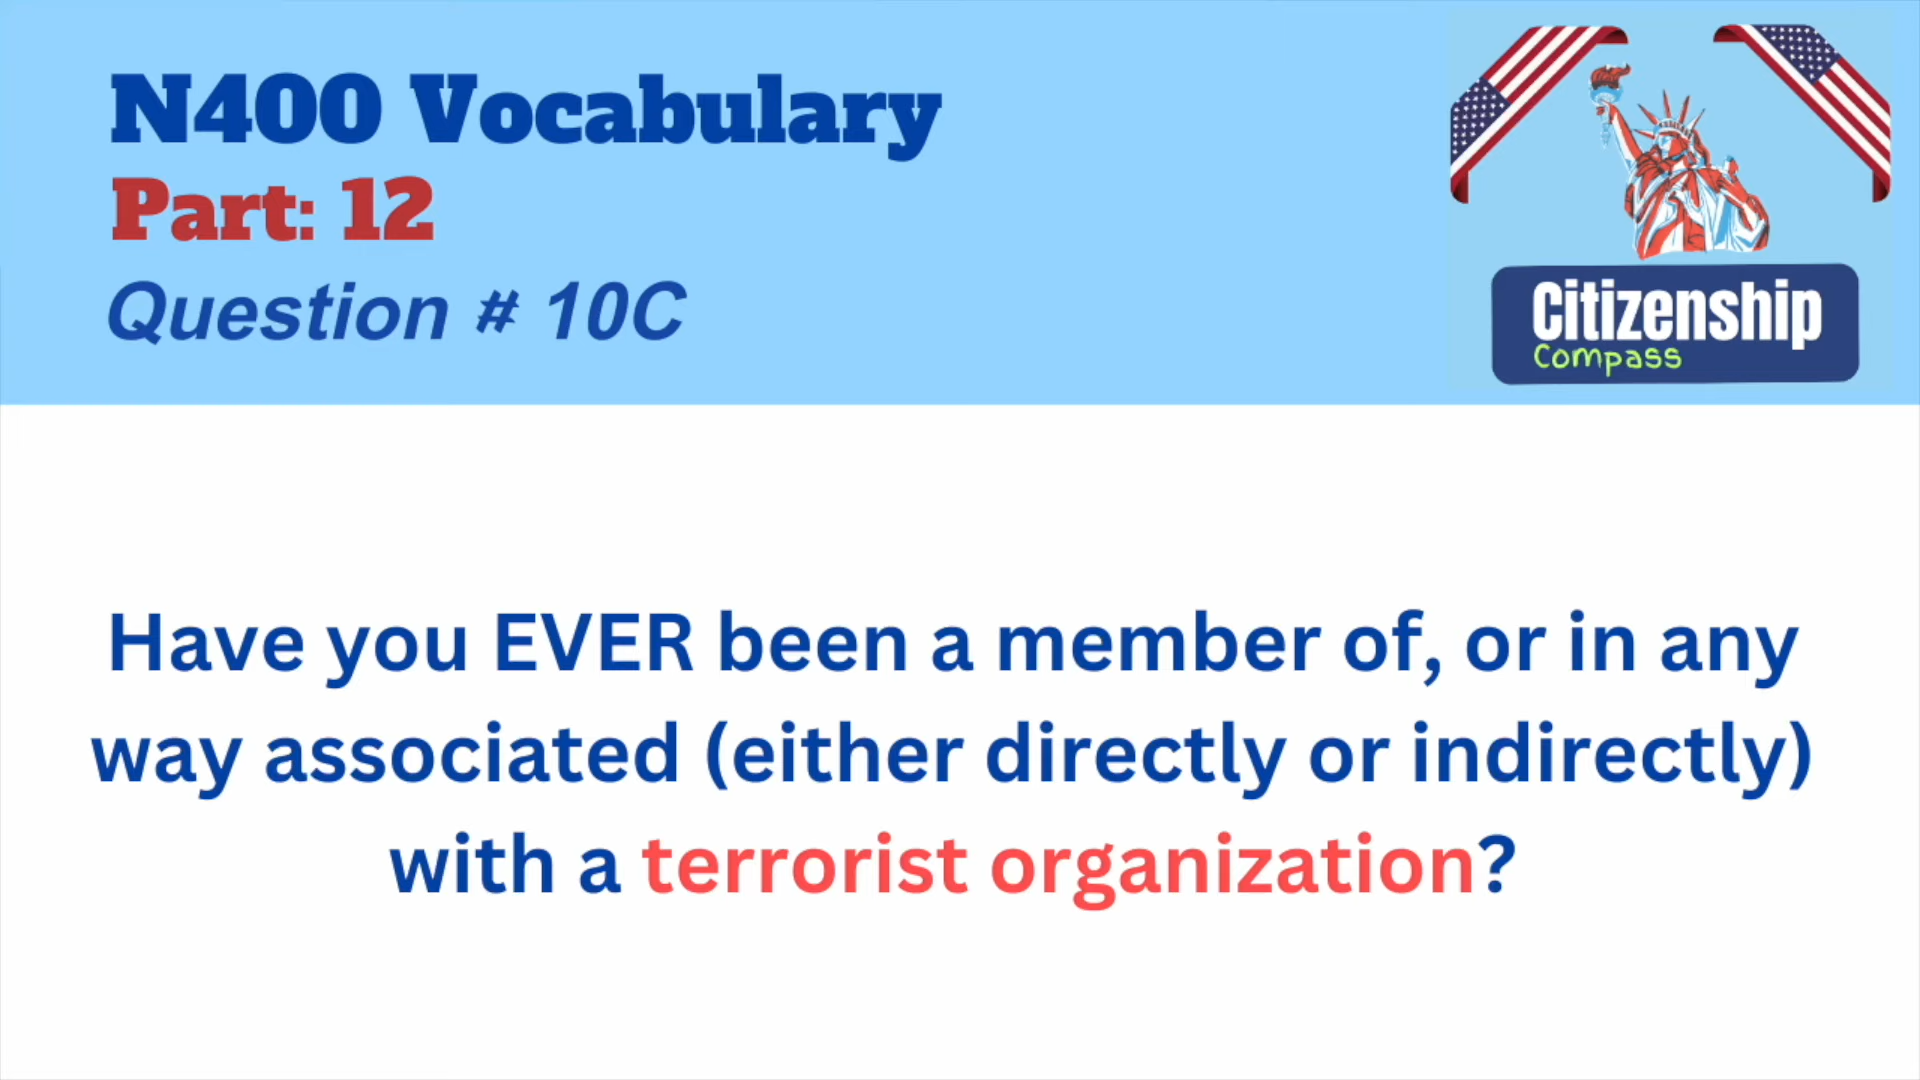 N400 Vocabulary
Part: 12
Question # 10C
Citizenship
Compass
Have you EVER been a member of, or in any
way associated (either directly or indirectly)
with a terrorist organization?